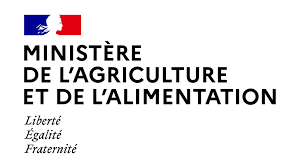 MINISTÈRE
DE L'AGRICULTURE
ET DE L'ALIMENTATION
Liberté
Égalité
Fraternité